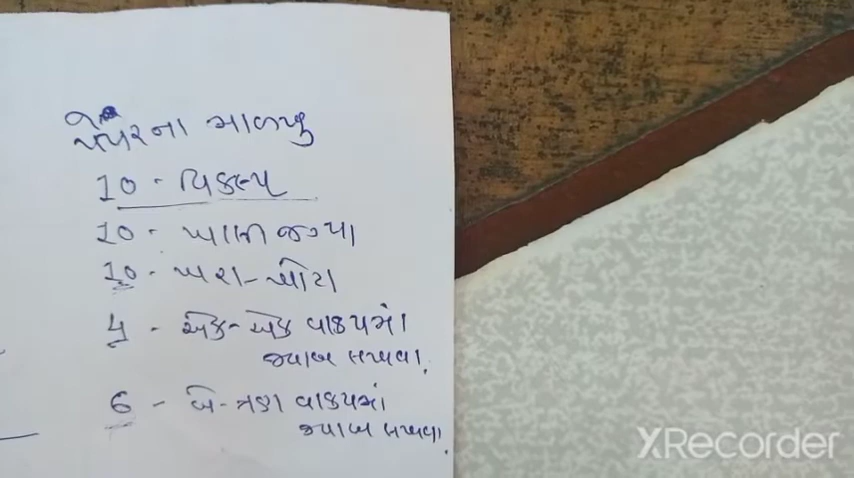 પેપરના માળખુ
10 - વિકલ્પ
10 - ખાલી જગ્યા
10 - ખરા-ખોટા
4 - એક-એક વાક્યમાં
જવાબ લખવા.
6 - બે-ત્રણ વાક્યમાં
જવાબ લખવા.
XRecorder